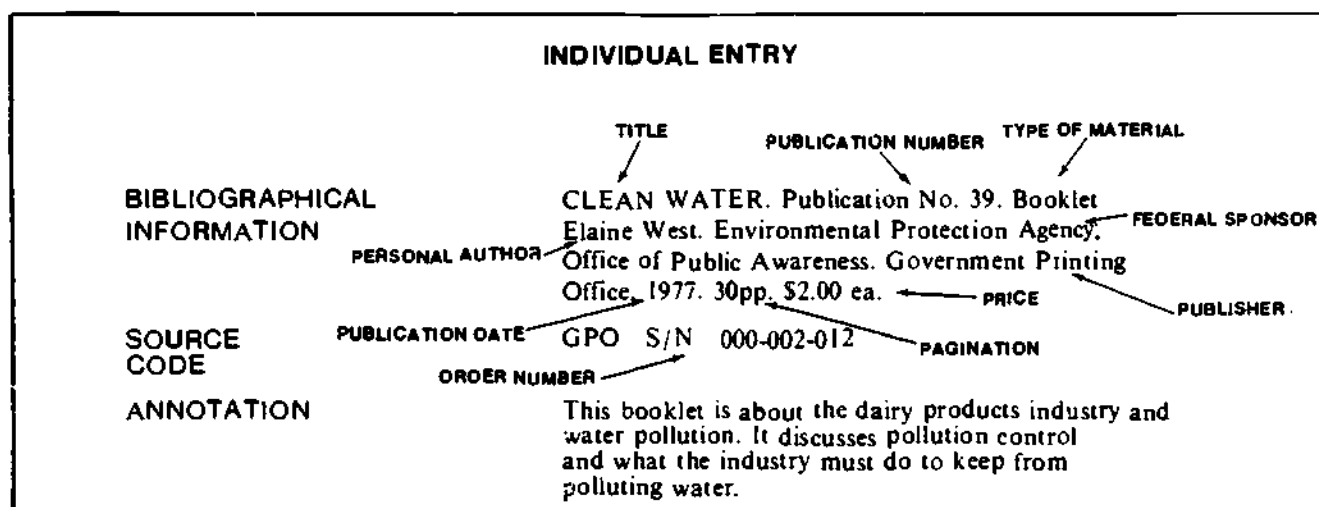 INDIVIDUAL ENTRY
TITLE
PUBLICATION NUMBER
TYPE OF MATERIAL
BIBLIOGRAPHICAL
INFORMATION
CLEAN WATER. Publication No. 39. Booklet
Elaine West. Environmental Protection Agency.
Office of Public Awareness. Government Printing
Office, 1977. 30pp. $2.00 ea.
FEDERAL SPONSOR
PERSONAL AUTHOR
PRICE
PUBLISHER
SOURCE
CODE
PUBLICATION DATE
GPO S/N 000-002-012
PAGINATION
ORDER NUMBER
ANNOTATION
This booklet is about the dairy products industry and
water pollution. It discusses pollution control
and what the industry must do to keep from
polluting water.